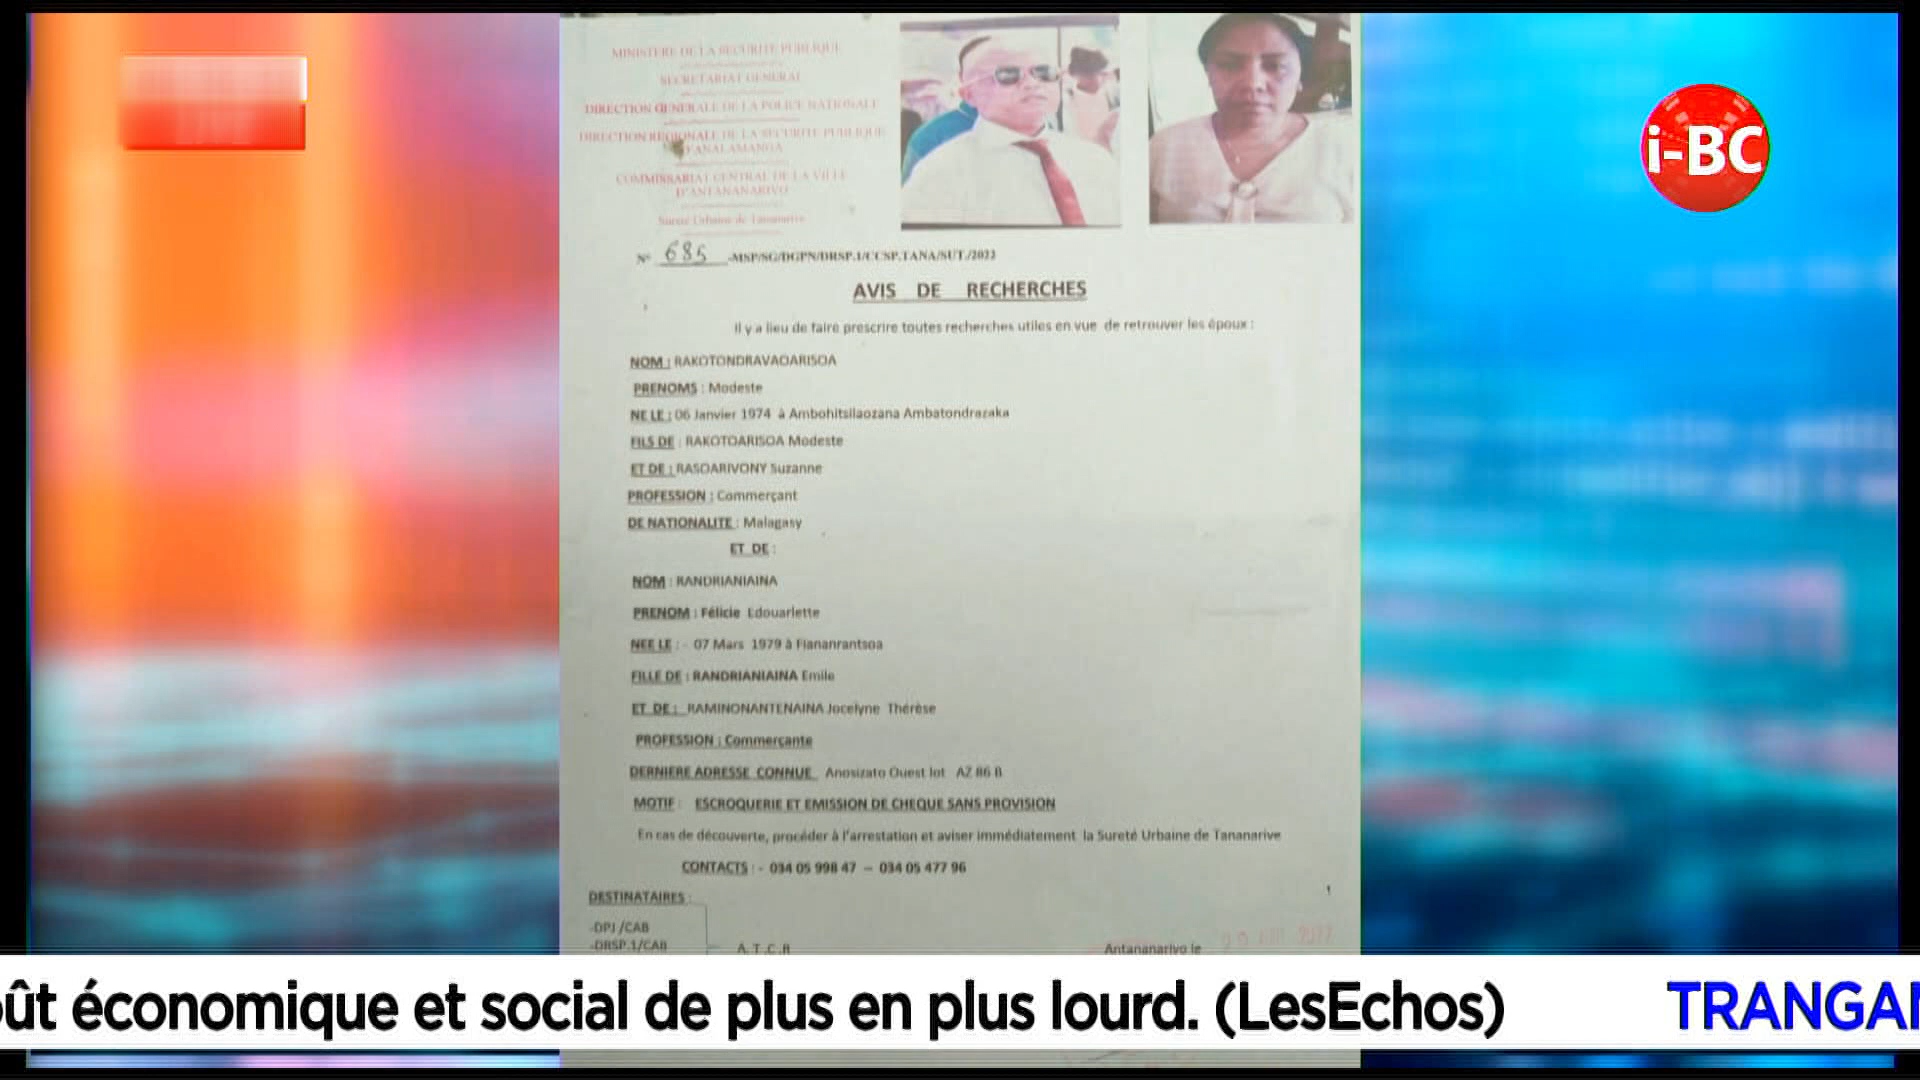 MINISTERE DE LA SECURITE PUBLIQUE
SECRETARIAT GENERAL
DIRECTION GENERALE DE LA POLICE NATIONALE
DIRECTION REGIONALE DE LA SECURITE PUBLIQUE
D'ANALAMANGA
COMMISSARIAT CENTRAL DE LA VILLE
D'ANTANANARIVO
Sureté Urbaine de Tananarive
i-BC
N° 685 -MSP/SG/DGPN/DRSP.1/CCSP.TANA/SUT/2022
AVIS DE RECHERCHES
Il y a lieu de faire prescrire toutes recherches utiles en vue de retrouver les époux :
NOM : RAKOTONDRAVAOARISOA
PRENOMS : Modeste
NE LE : 06 Janvier 1974 à Ambohitsilaozana Ambatondrazaka
FILS DE : RAKOTOARISOA Modeste
ET DE : RASOARIVONY Suzanne
PROFESSION : Commerçant
DE NATIONALITE : Malagasy
ET DE :
NOM : RANDRIANIAINA
PRENOM : Félicie Edouarlette
NEE LE : - 07 Mars 1979 à Fiananrantsoa
FILLE DE : RANDRIANIAINA Emile
ET DE : RAMINONANTENAINA Jocelyne Thérèse
PROFESSION : Commerçante
DERNIERE ADRESSE CONNUE Anosizato Ouest lot AZ 86 B
MOTIF : ESCROQUERIE ET EMISSION DE CHEQUE SANS PROVISION
En cas de découverte, procéder à l'arrestation et aviser immédiatement la Sureté Urbaine de Tananarive
CONTACTS : - 034 05 998 47 – 034 05 477 96
DESTINATAIRES :
-DPJ /CAB
-DRSP.1/CAB
A.T.C.R
Antananarivo le
oût économique et social de plus en plus lourd. (LesEchos)
TRANGAN